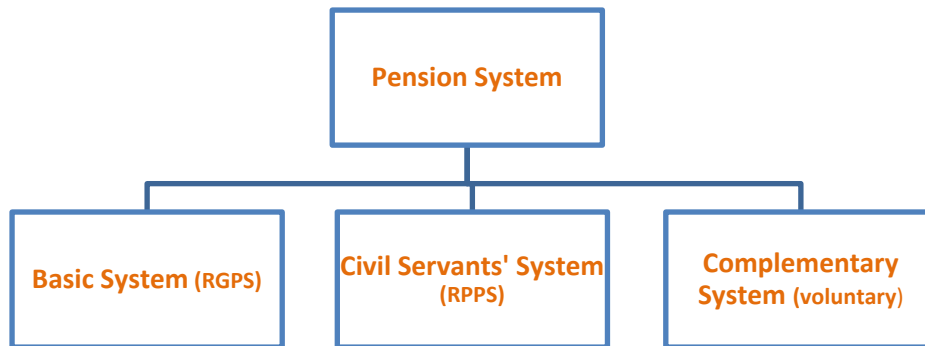 Pension System
Basic System (RGPS)
Civil Servants' System
(RPPS)
Complementary
System (voluntary)